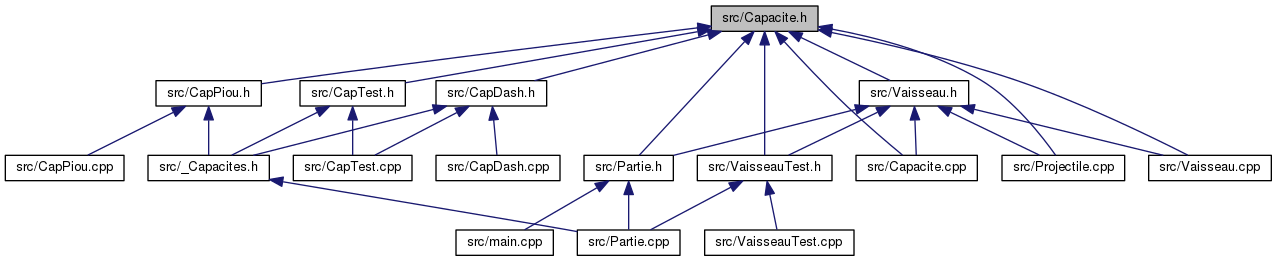 src/Capacite.h
src/CapPiou.h
src/CapTest.h
src/CapDash.h
src/Vaisseau.h
src/CapPiou.cpp
src/_Capacites.h
src/CapTest.cpp
src/CapDash.cpp
src/Partie.h
src/VaisseauTest.h
src/Capacite.cpp
src/Projectile.cpp
src/Vaisseau.cpp
src/main.cpp
src/Partie.cpp
src/VaisseauTest.cpp